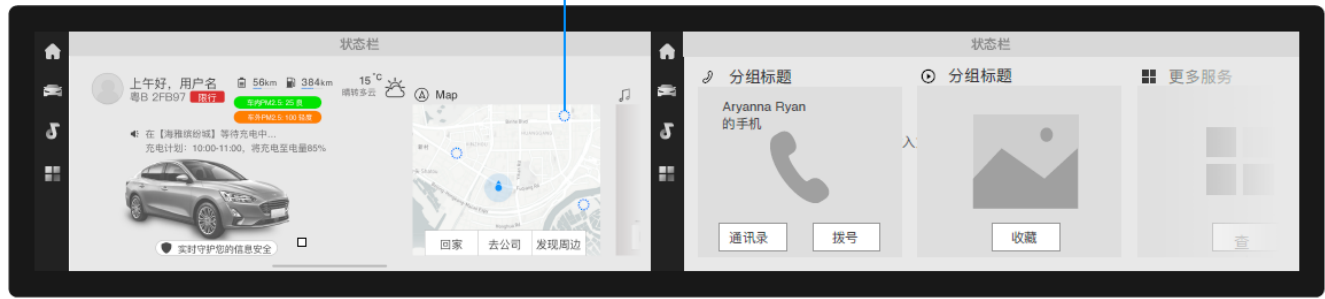 状态栏
上午好，用户名
粤B 2FB97 限行
56km 384km
15°C
晴转多云
车内PM2.5: 25 良
车外PM2.5: 100 轻度
在【海雅缤纷城】等待充电中...
充电计划：10:00-11:00，将充电至电量85%
实时守护您的信息安全
Map
回家 去公司 发现周边
状态栏
分组标题
Aryanna Ryan
的手机
通讯录 拨号
入
分组标题
收藏
更多服务
查